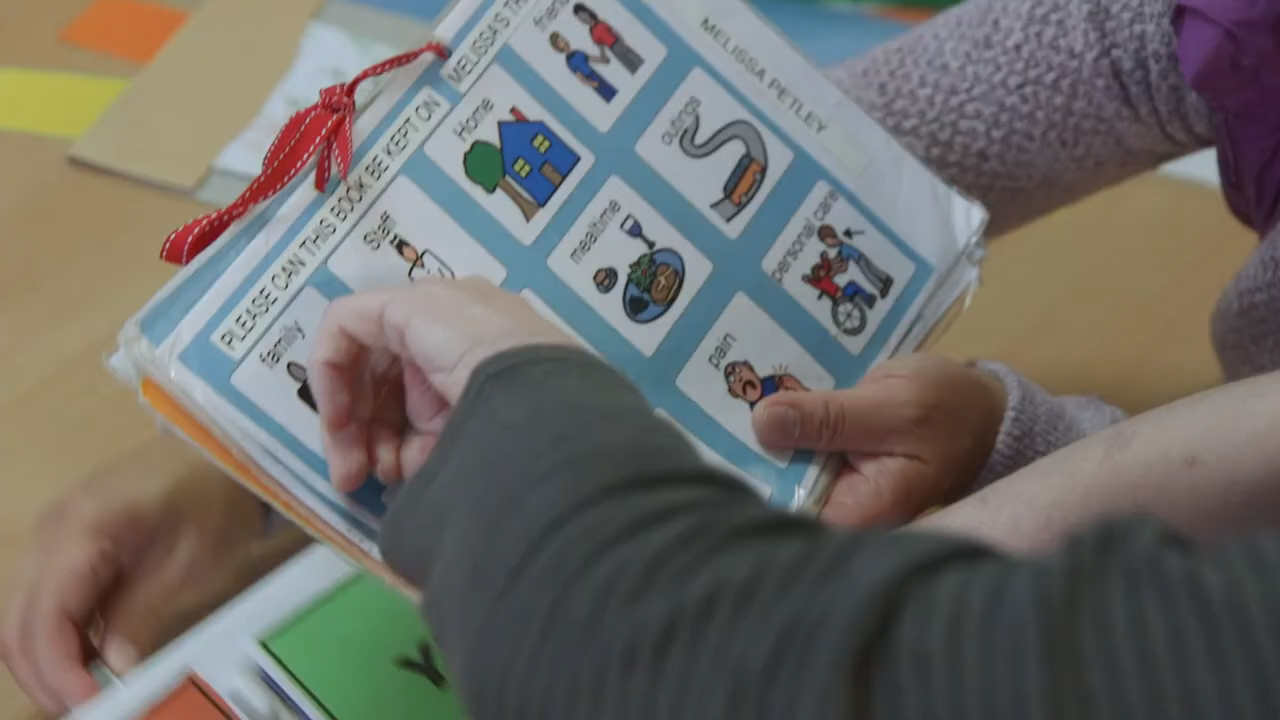 MELISSA PETLEY
PLEASE CAN THIS BOOK BE KEPT ON
MELISSA'S
family
Staff
Home
mealtime
outings
pain
personal care
Y